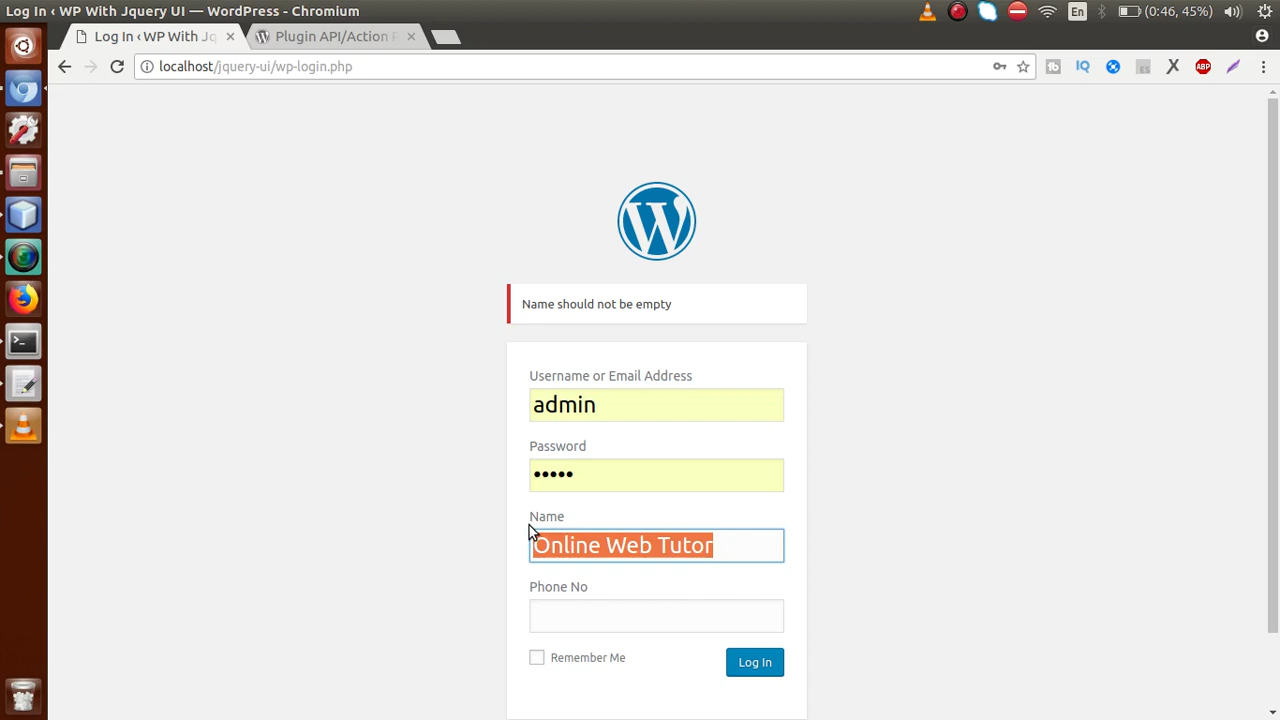 Log In ‹ WP With Jquery UI — WordPress - Chromium
En
(0:46, 45%)
Log In ‹ WP With Jq
Plugin API/Action R
localhost/jquery-ui/wp-login.php
ABP
Name should not be empty
Username or Email Address
admin
Password
•••••
Name
Online Web Tutor
Phone No
Remember Me
Log In